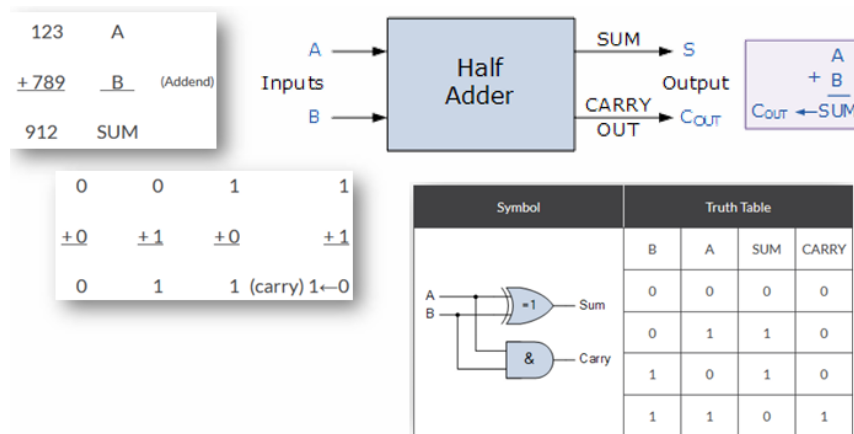 123 A
+ 789 B (Addend)
912 SUM
A
Inputs
B
Half
Adder
SUM
S
Output
CARRY
OUT
COUT
A
+ B
COUT ←SUM
0 0 1 1
+0 +1 +0 +1
0 1 1 (carry) 1←0
Symbol Truth Table
B A SUM CARRY
0 0 0 0
0 1 1 0
1 0 1 0
1 1 0 1
A
B
=1
Sum
&
Carry